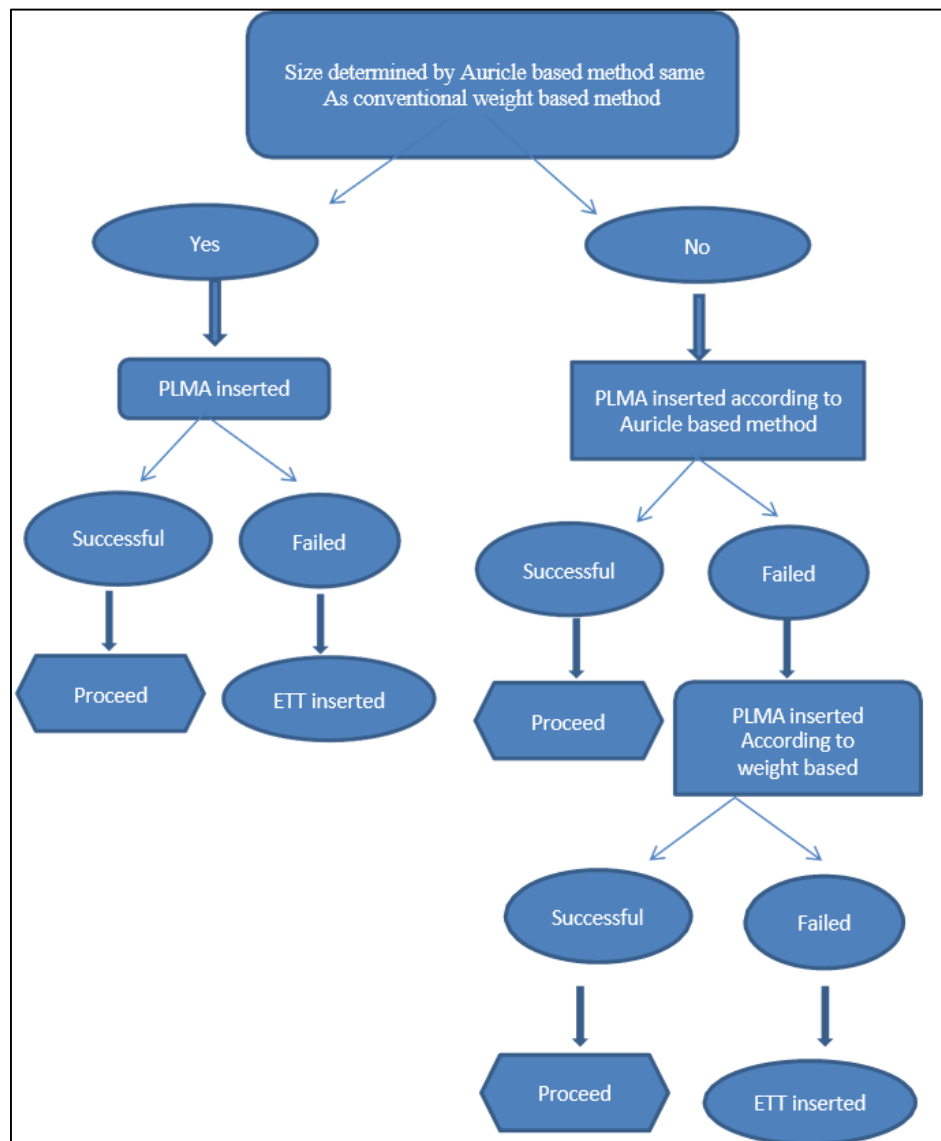 Size determined by Auricle based method same
As conventional weight based method
Yes
No
PLMA inserted
PLMA inserted according to
Auricle based method
Successful
Failed
Successful
Failed
Proceed
ETT inserted
Proceed
PLMA inserted
According to
weight based
Successful
Failed
Proceed
ETT inserted